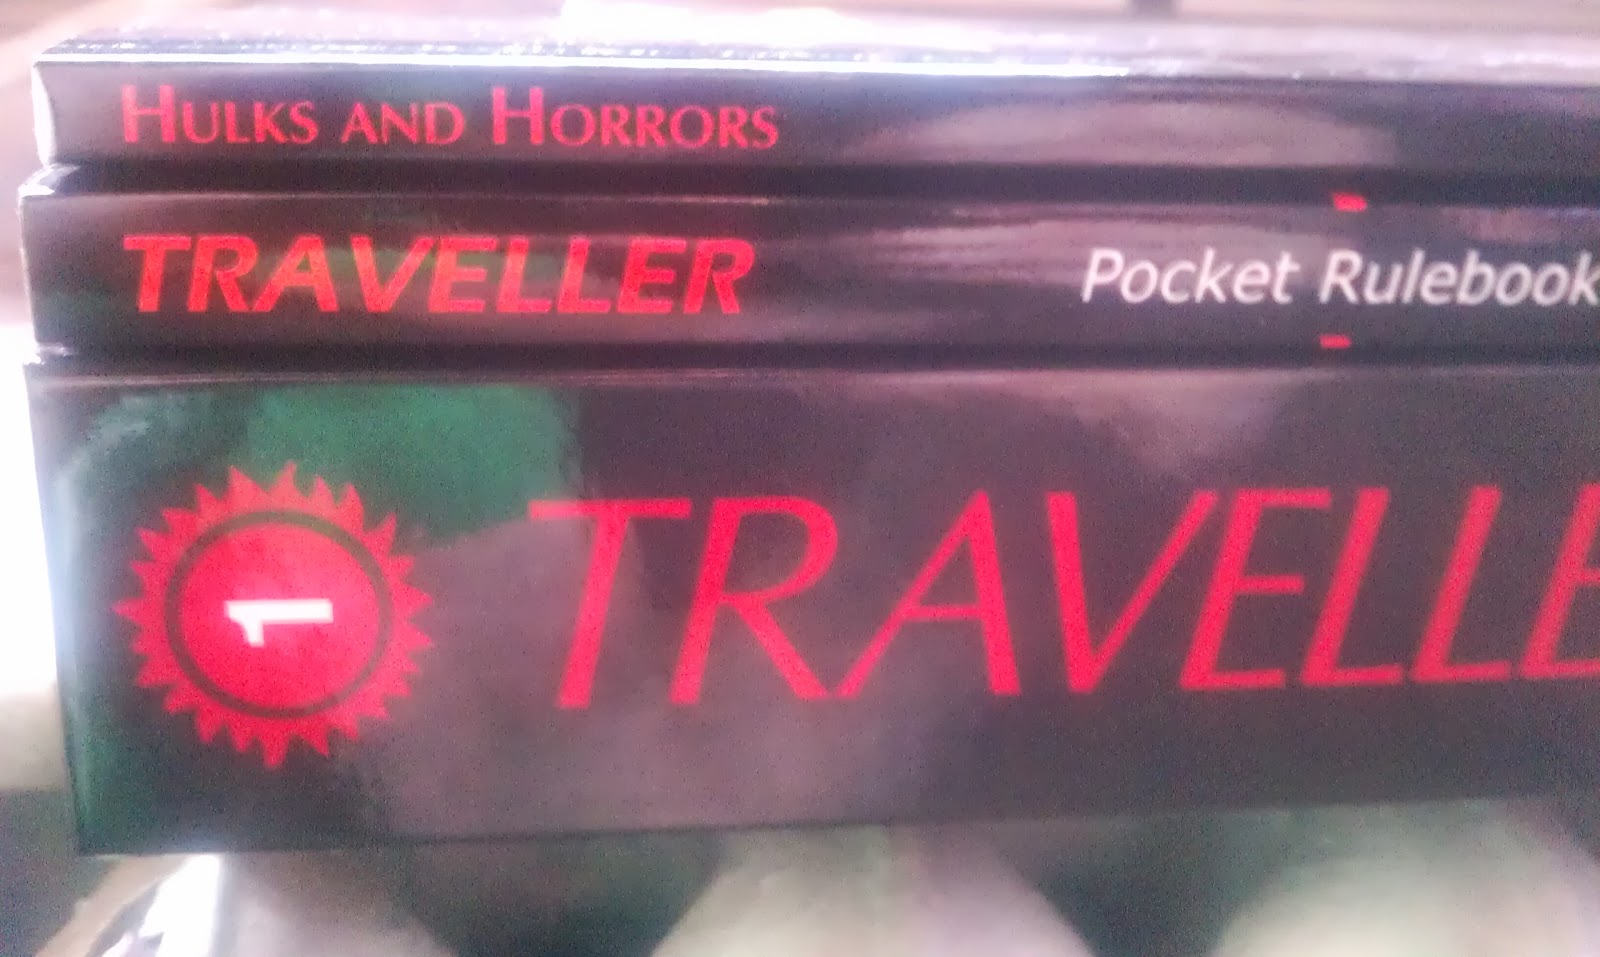 Hulks and Horrors
TRAVELLER Pocket Rulebook
1 TRAVELLE